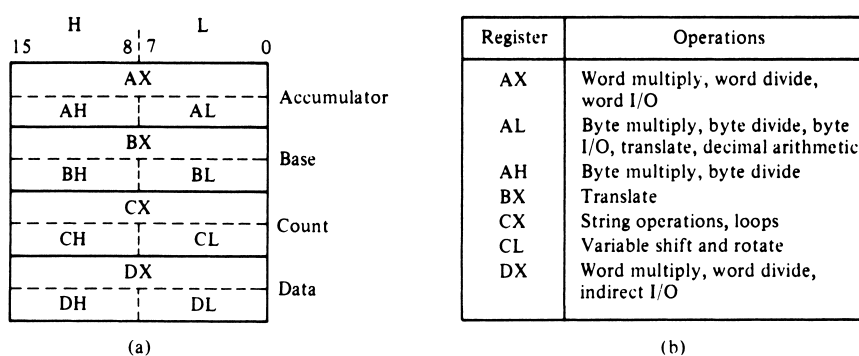 H L
15 8 7 0
AX
AH AL
Accumulator
BX
BH BL
Base
CX
CH CL
Count
DX
DH DL
Data
(a)
Register Operations
AX Word multiply, word divide,
word I/O
AL Byte multiply, byte divide, byte
I/O, translate, decimal arithmetic
AH Byte multiply, byte divide
BX Translate
CX String operations, loops
CL Variable shift and rotate
DX Word multiply, word divide,
indirect I/O
(b)